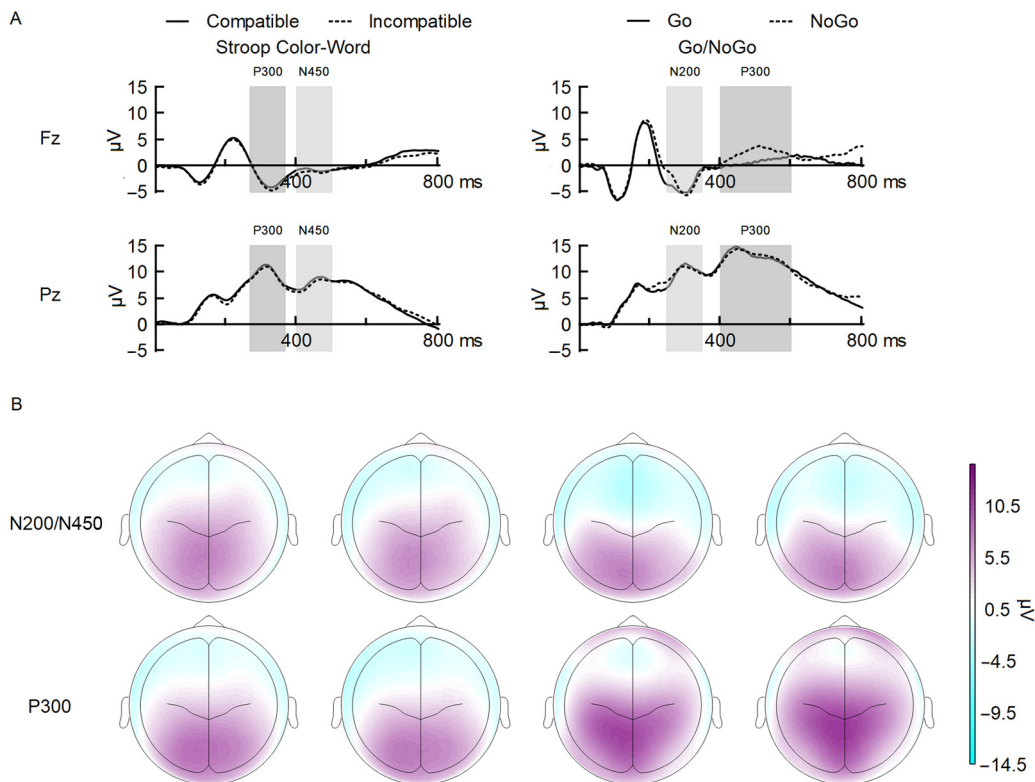 A
Compatible Incompatible Go NoGo
Stroop Color-Word Go/NoGo
P300 N450 N200 P300
Fz
µV
15
10
5
0
−5
400 800 ms
µV
15
10
5
0
−5
400 800 ms
P300 N450 N200 P300
Pz
µV
15
10
5
0
−5
400 800 ms
µV
15
10
5
0
−5
400 800 ms
B
N200/N450
P300
10.5
5.5
0.5
−4.5
−9.5
−14.5
µV